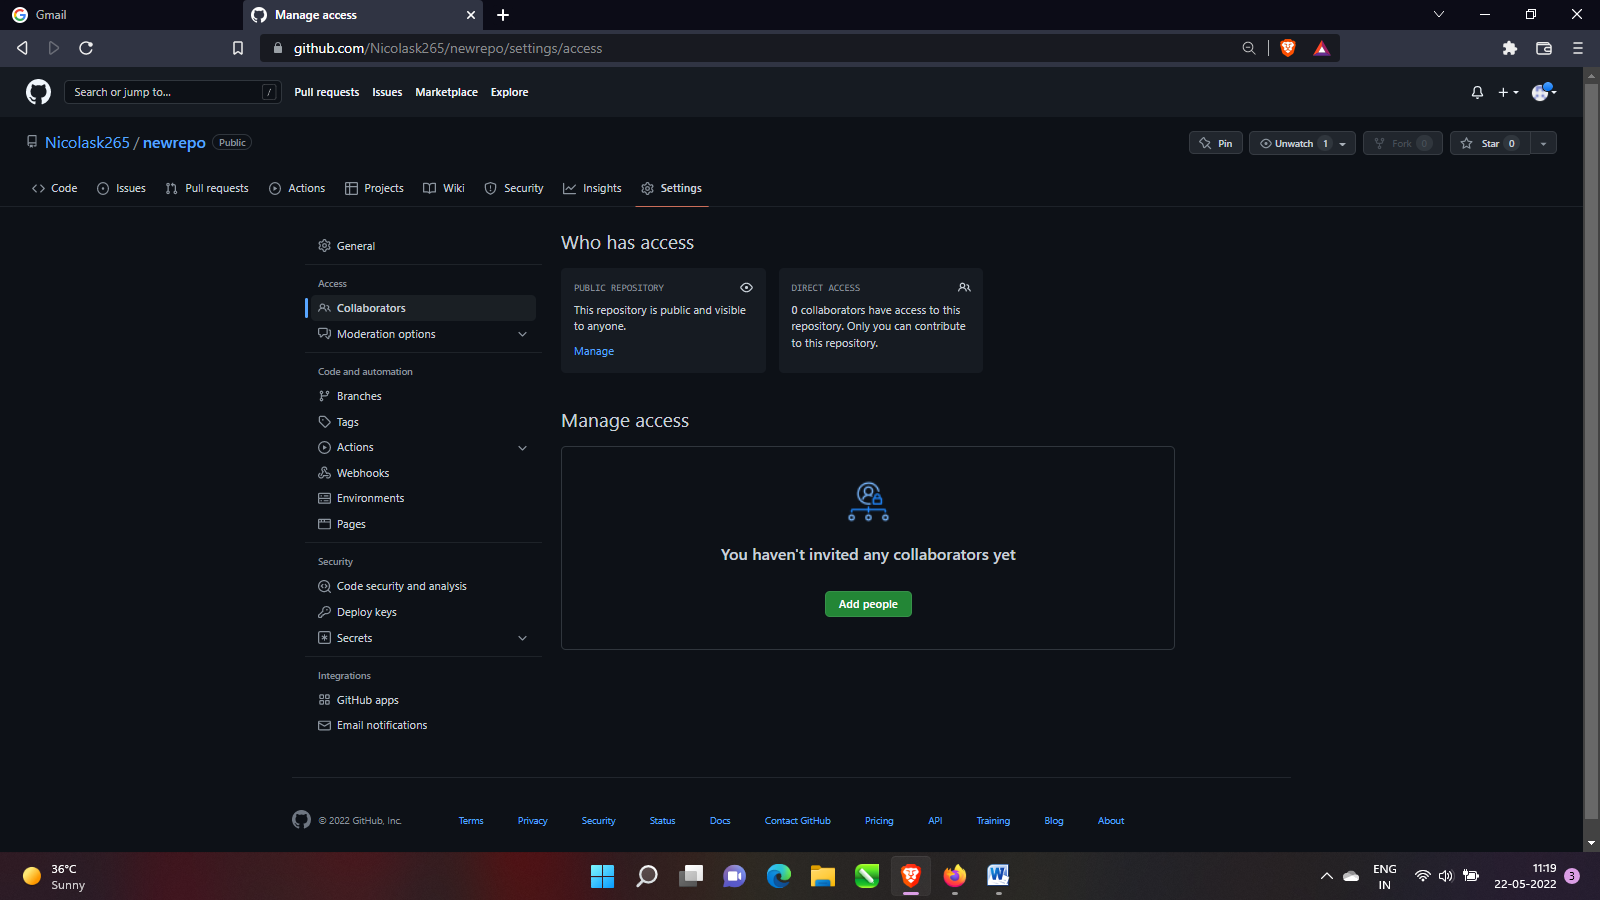 Gmail
Manage access
github.com/Nicolask265/newrepo/settings/access
Search or jump to...
/
Pull requests
Issues
Marketplace
Explore
Nicolask265 / newrepo
Public
Pin
Unwatch 1
Fork 0
Star 0
Code
Issues
Pull requests
Actions
Projects
Wiki
Security
Insights
Settings
General
Access
Collaborators
Moderation options
Code and automation
Branches
Tags
Actions
Webhooks
Environments
Pages
Security
Code security and analysis
Deploy keys
Secrets
Integrations
GitHub apps
Email notifications
Who has access
PUBLIC REPOSITORY
This repository is public and visible
to anyone.
Manage
DIRECT ACCESS
0 collaborators have access to this
repository. Only you can contribute
to this repository.
Manage access
You haven't invited any collaborators yet
Add people
© 2022 GitHub, Inc.
Terms
Privacy
Security
Status
Docs
Contact GitHub
Pricing
API
Training
Blog
About
36°C
Sunny
ENG
IN
11:19
22-05-2022
3